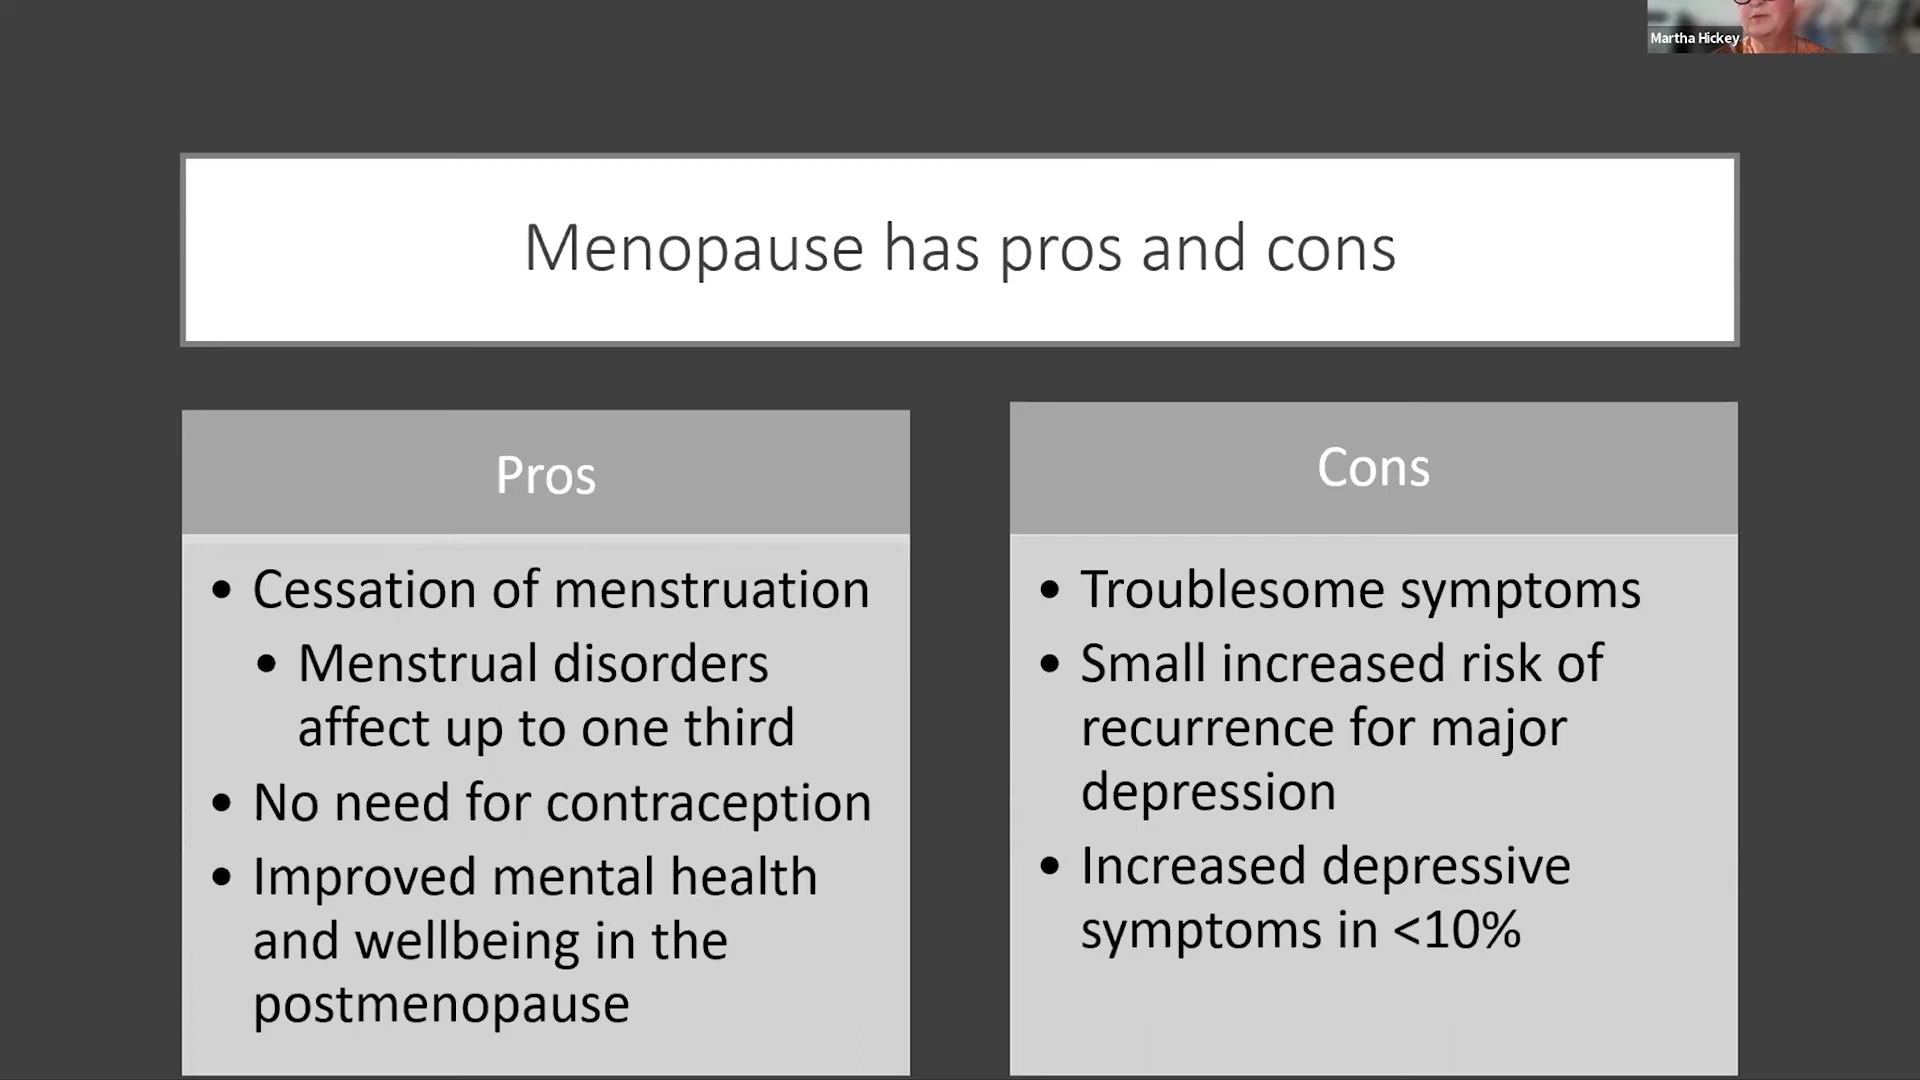 Martha Hickey
Menopause has pros and cons
Pros
• Cessation of menstruation
• Menstrual disorders
affect up to one third
• No need for contraception
• Improved mental health
and wellbeing in the
postmenopause
Cons
• Troublesome symptoms
• Small increased risk of
recurrence for major
depression
• Increased depressive
symptoms in <10%